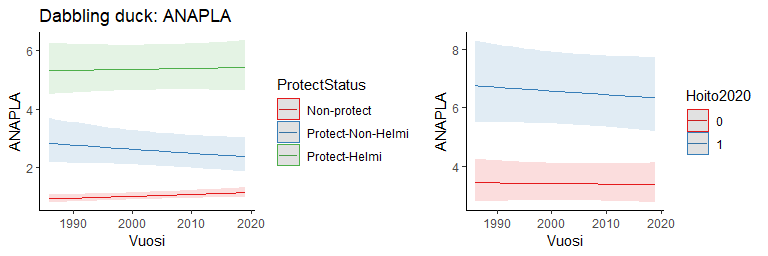 Dabbling duck: ANAPLA
ANAPLA
6
4
2
1990
2000
2010
2020
Vuosi
ProtectStatus
Non-protect
Protect-Non-Helmi
Protect-Helmi
ANAPLA
8
6
4
1990
2000
2010
2020
Vuosi
Hoito2020
0
1